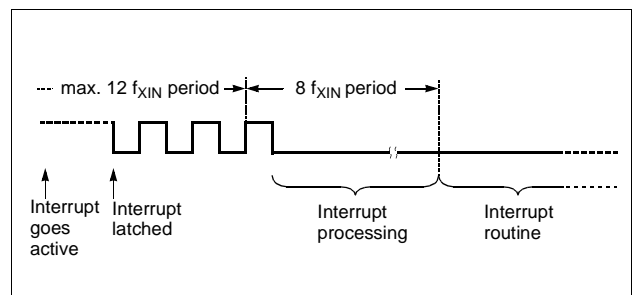 max. 12 fXIN period
8 fXIN period
Interrupt
goes
active
Interrupt
latched
Interrupt
processing
Interrupt
routine